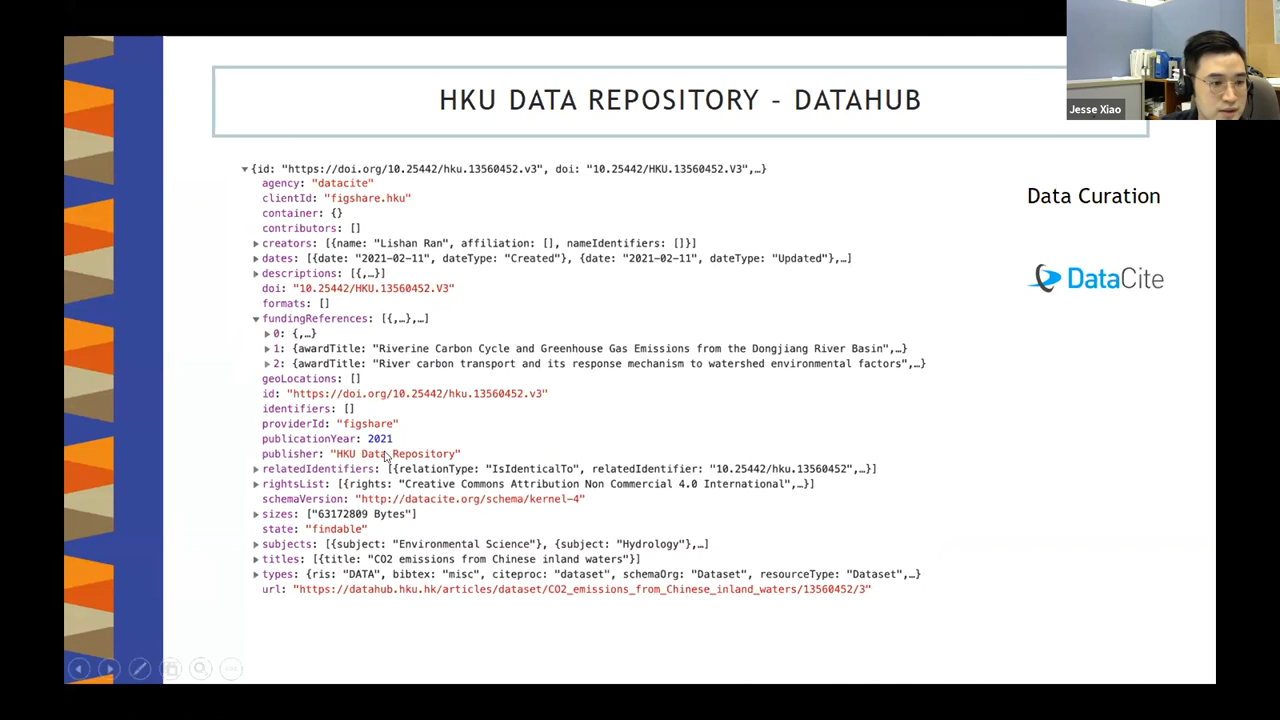 Jesse Xiao
HKU DATA REPOSITORY – DATAHUB
{id: "https://doi.org/10.25442/hku.13560452.v3", doi: "10.25442/HKU.13560452.V3",…}
agency: "datacite"
clientId: "figshare.hku"
container: {}
contributors: []
creators: [{name: "Lishan Ran", affiliation: [], nameIdentifiers: []}]
dates: [{date: "2021-02-11", dateType: "Created"}, {date: "2021-02-11", dateType: "Updated"},…]
descriptions: [{,…}]
doi: "10.25442/HKU.13560452.V3"
formats: []
fundingReferences: [{,…},…]
0: {,…}
1: {awardTitle: "Riverine Carbon Cycle and Greenhouse Gas Emissions from the Dongjiang River Basin",…}
2: {awardTitle: "River carbon transport and its response mechanism to watershed environmental factors",…}
geoLocations: []
id: "https://doi.org/10.25442/hku.13560452.v3"
identifiers: []
providerId: "figshare"
publicationYear: 2021
publisher: "HKU Data Repository"
relatedIdentifiers: [{relationType: "IsIdenticalTo", relatedIdentifier: "10.25442/hku.13560452",…}]
rightsList: [{rights: "Creative Commons Attribution Non Commercial 4.0 International",…}]
schemaVersion: "http://datacite.org/schema/kernel-4"
sizes: ["63172809 Bytes"]
state: "findable"
subjects: [{subject: "Environmental Science"}, {subject: "Hydrology"},…]
titles: [{title: "CO2 emissions from Chinese inland waters"}]
types: {ris: "DATA", bibtex: "misc", citeproc: "dataset", schemaOrg: "Dataset", resourceType: "Dataset",…}
url: "https://datahub.hku.hk/articles/dataset/CO2_emissions_from_Chinese_inland_waters/13560452/3"
Data Curation
DataCite